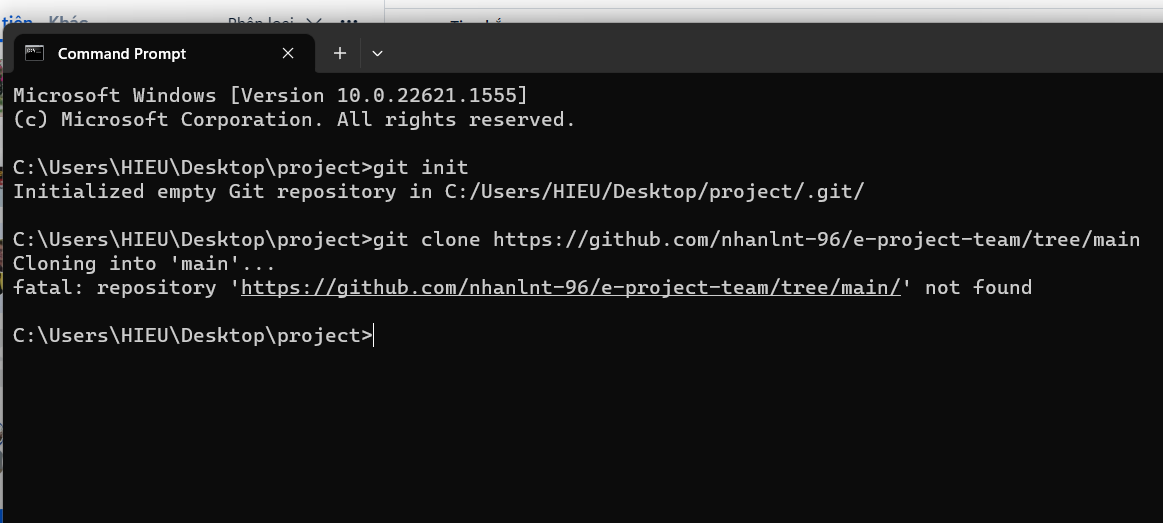 tiên Khác
Command Prompt
Microsoft Windows [Version 10.0.22621.1555]
(c) Microsoft Corporation. All rights reserved.
C:\Users\HIEU\Desktop\project>git init
Initialized empty Git repository in C:/Users/HIEU/Desktop/project/.git/
C:\Users\HIEU\Desktop\project>git clone https://github.com/nhanlnt-96/e-project-team/tree/main
Cloning into 'main'...
fatal: repository 'https://github.com/nhanlnt-96/e-project-team/tree/main/' not found
C:\Users\HIEU\Desktop\project>